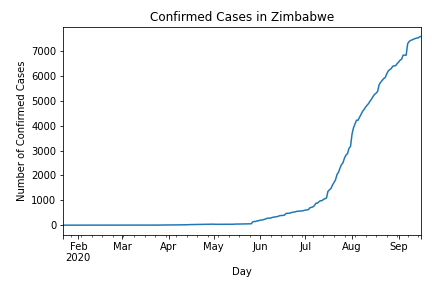 Confirmed Cases in Zimbabwe
Number of Confirmed Cases
7000
6000
5000
4000
3000
2000
1000
0
Feb Mar Apr May Jun Jul Aug Sep
2020
Day